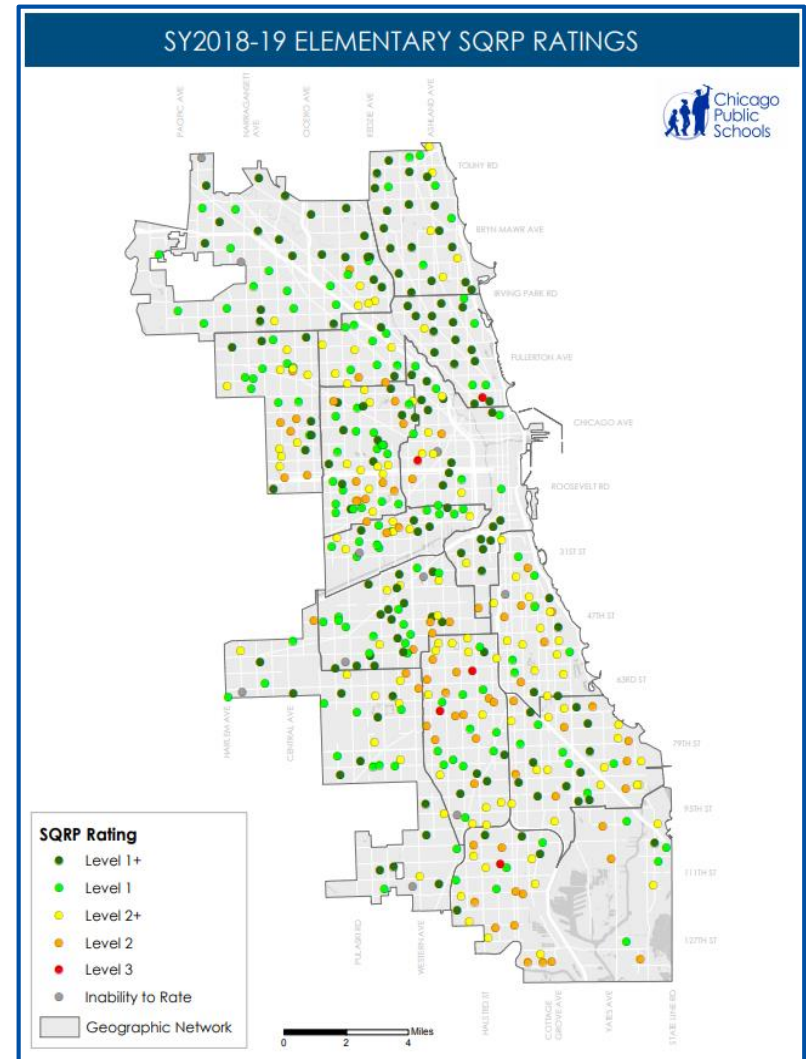 SY2018-19 ELEMENTARY SQRP RATINGS
Chicago
Public
Schools
PACIFIC AVE
NARRAGANSETT
AVE
CICERO AVE
KEDZIE AVE
ASHLAND AVE
TOUHY RD
BRYN MAWR AVE
IRVING PARK RD
FULLERTON AVE
CHICAGO AVE
ROOSEVELT RD
31ST ST
47TH ST
63RD ST
HARLEM AVE
CENTRAL AVE
79TH ST
95TH ST
111TH ST
127TH ST
PULASKI RD
WESTERN AVE
HALSTED ST
COTTAGE
GROVE AVE
YATES AVE
STATE LINE RD
SQRP Rating
Level 1+
Level 1
Level 2+
Level 2
Level 3
Inability to Rate
Geographic Network
Miles
0 2 4